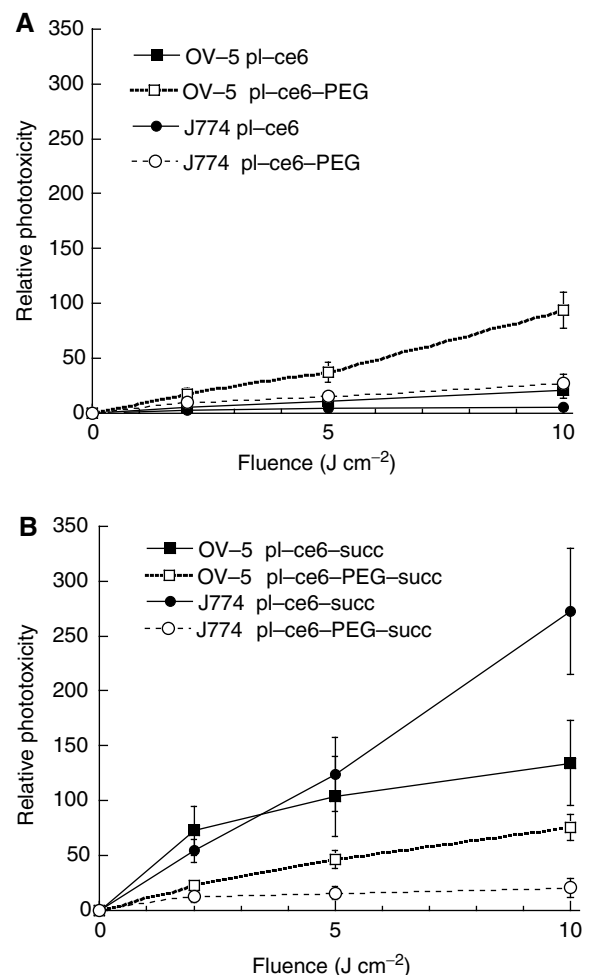 A
350
300
250
200
150
100
50
0
Relative phototoxicity
OV–5 pl–ce6
OV–5 pl–ce6–PEG
J774 pl–ce6
J774 pl–ce6–PEG
0 5 10
Fluence (J cm⁻²)
B
350
300
250
200
150
100
50
0
Relative phototoxicity
OV–5 pl–ce6–succ
OV–5 pl–ce6–PEG–succ
J774 pl–ce6–succ
J774 pl–ce6–PEG–succ
0 5 10
Fluence (J cm⁻²)